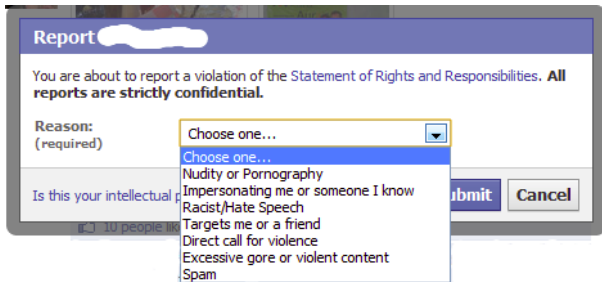 Report
You are about to report a violation of the Statement of Rights and Responsibilities. All
reports are strictly confidential.
Reason:
(required)
Choose one...
Choose one...
Nudity or Pornography
Impersonating me or someone I know
Racist/Hate Speech
Targets me or a friend
Direct call for violence
Excessive gore or violent content
Spam
Is this your intellectual
Cancel
10 people